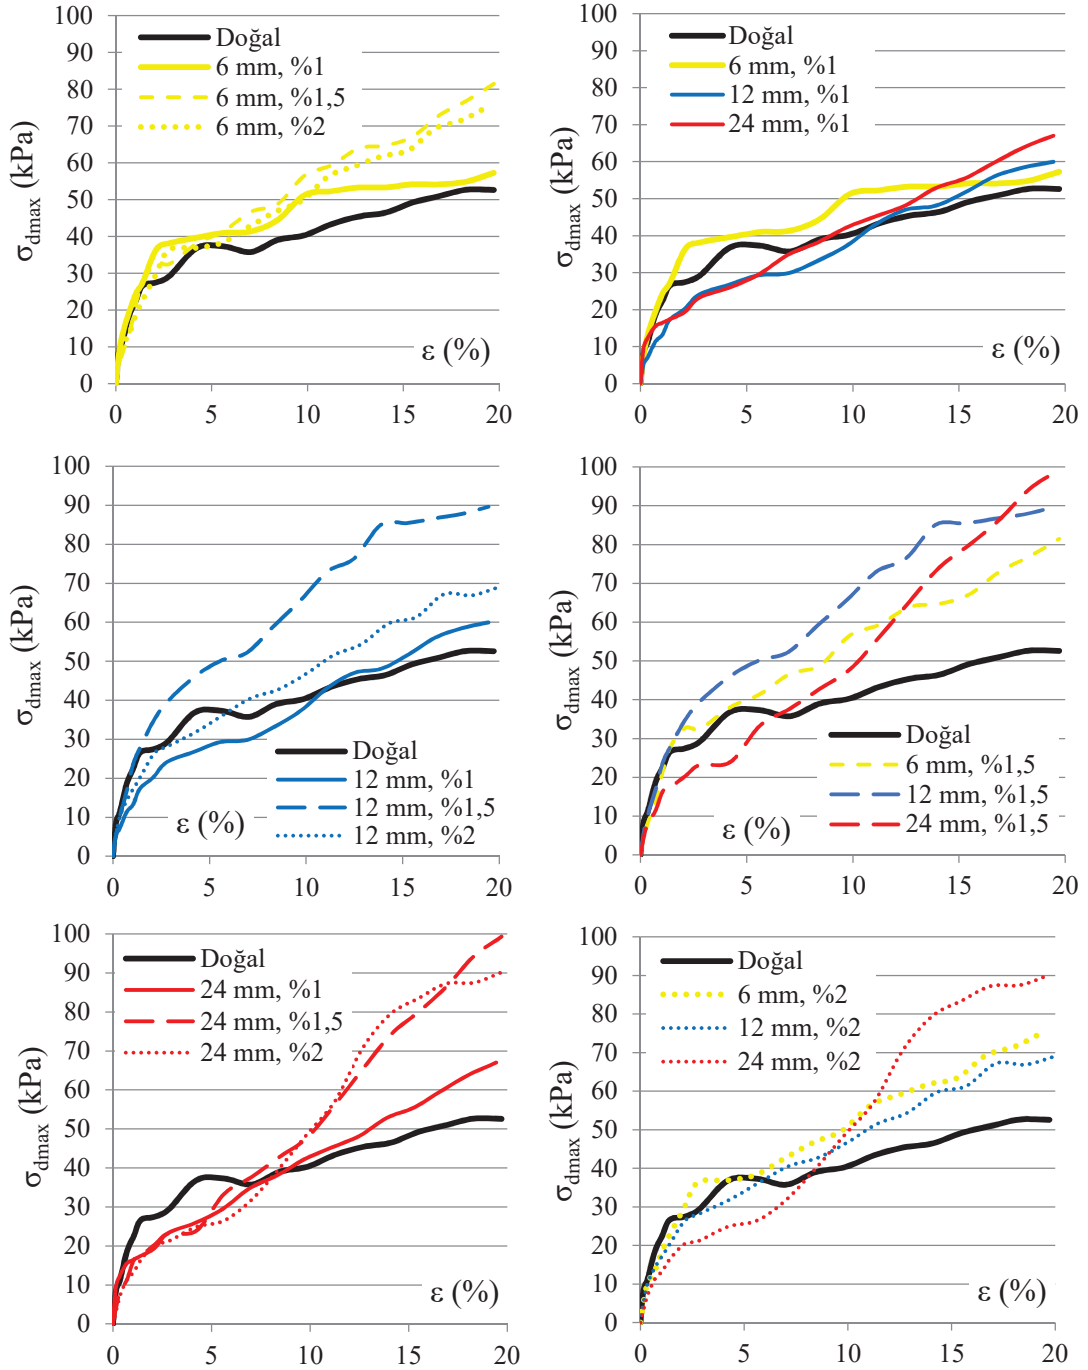 100
90
80
70
60
50
40
30
20
10
0
σdmax (kPa)
Doğal
6 mm, %1
6 mm, %1,5
6 mm, %2
ε (%)
0 5 10 15 20
100
90
80
70
60
50
40
30
20
10
0
σdmax (kPa)
Doğal
6 mm, %1
12 mm, %1
24 mm, %1
ε (%)
0 5 10 15 20
100
90
80
70
60
50
40
30
20
10
0
σdmax (kPa)
Doğal
12 mm, %1
12 mm, %1,5
12 mm, %2
ε (%)
0 5 10 15 20
100
90
80
70
60
50
40
30
20
10
0
σdmax (kPa)
Doğal
6 mm, %1,5
12 mm, %1,5
24 mm, %1,5
ε (%)
0 5 10 15 20
100
90
80
70
60
50
40
30
20
10
0
σdmax (kPa)
Doğal
24 mm, %1
24 mm, %1,5
24 mm, %2
ε (%)
0 5 10 15 20
100
90
80
70
60
50
40
30
20
10
0
σdmax (kPa)
Doğal
6 mm, %2
12 mm, %2
24 mm, %2
ε (%)
0 5 10 15 20